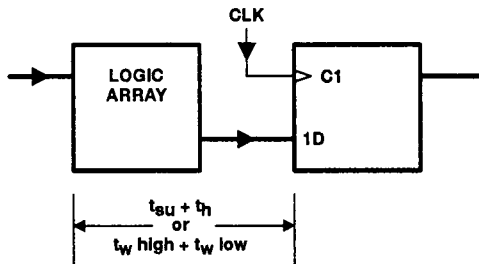 CLK
LOGIC
ARRAY
C1
1D
tsu + th
or
tw high + tw low